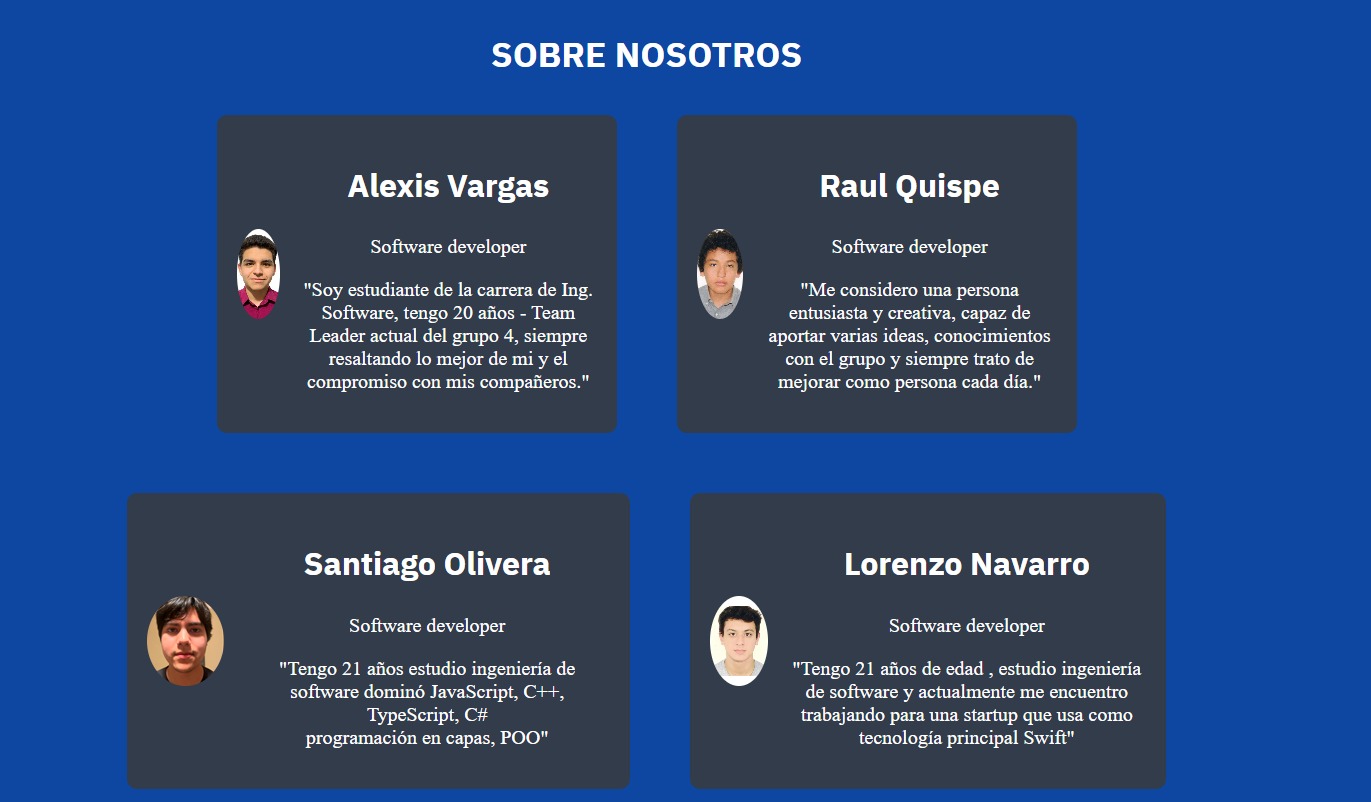 SOBRE NOSOTROS
Alexis Vargas
Software developer
"Soy estudiante de la carrera de Ing.
Software, tengo 20 años - Team
Leader actual del grupo 4, siempre
resaltando lo mejor de mi y el
compromiso con mis compañeros."
Raul Quispe
Software developer
"Me considero una persona
entusiasta y creativa, capaz de
aportar varias ideas, conocimientos
con el grupo y siempre trato de
mejorar como persona cada día."
Santiago Olivera
Software developer
"Tengo 21 años estudio ingeniería de
software dominó JavaScript, C++,
TypeScript, C#
programación en capas, POO"
Lorenzo Navarro
Software developer
"Tengo 21 años de edad , estudio ingeniería
de software y actualmente me encuentro
trabajando para una startup que usa como
tecnología principal Swift"